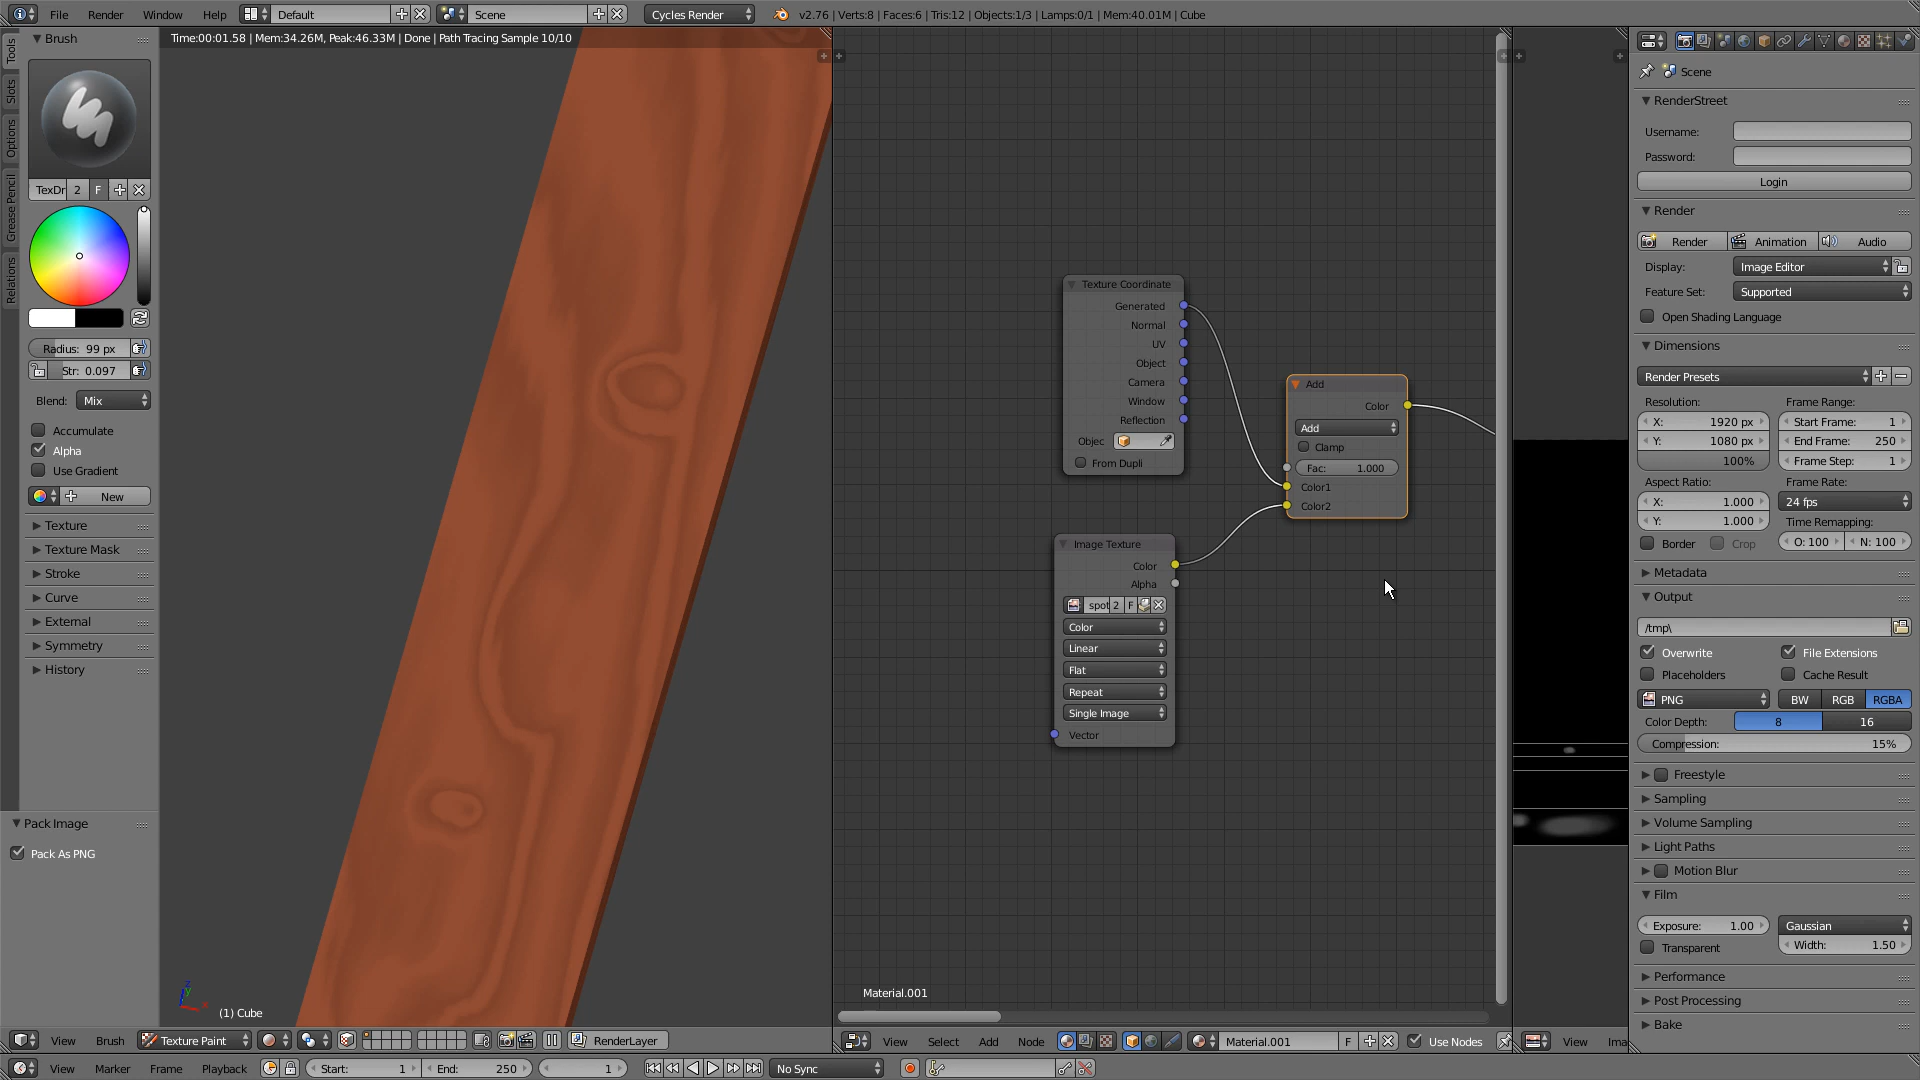 File Render Window Help Default Scene Cycles Render v2.76 | Verts:8 | Faces:6 | Tris:12 | Objects:1/3 | Lamps:0/1 | Mem:40.01M | Cube
Time:00:01.58 | Mem:34.26M, Peak:46.33M | Done | Path Tracing Sample 10/10
Tools
Slots
Options
Grease Pencil
Relations
Brush
TexDr 2 F
Radius: 99 px
Str: 0.097
Blend: Mix
Accumulate
Alpha
Use Gradient
New
Texture
Texture Mask
Stroke
Curve
External
Symmetry
History
Pack Image
Pack As PNG
(1) Cube
View Brush Texture Paint RenderLayer
Texture Coordinate
Generated
Normal
UV
Object
Camera
Window
Reflection
Objec
From Dupli
Image Texture
Color
Alpha
spot 2 F
Color
Linear
Flat
Repeat
Single Image
Vector
Add
Color
Add
Clamp
Fac: 1.000
Color1
Color2
Material.001
View Select Add Node Material.001 F Use Nodes
View Ima
Scene
RenderStreet
Username:
Password:
Login
Render
Render Animation Audio
Display: Image Editor
Feature Set: Supported
Open Shading Language
Dimensions
Render Presets
Resolution: Frame Range:
X: 1920 px Start Frame: 1
Y: 1080 px End Frame: 250
100% Frame Step: 1
Aspect Ratio: Frame Rate:
X: 1.000 24 fps
Y: 1.000 Time Remapping:
Border Crop O: 100 N: 100
Metadata
Output
/tmp\
Overwrite File Extensions
Placeholders Cache Result
PNG BW RGB RGBA
Color Depth: 8 16
Compression: 15%
Freestyle
Sampling
Volume Sampling
Light Paths
Motion Blur
Film
Exposure: 1.00 Gaussian
Transparent Width: 1.50
Performance
Post Processing
Bake
View Marker Frame Playback Start: 1 End: 250 1 No Sync